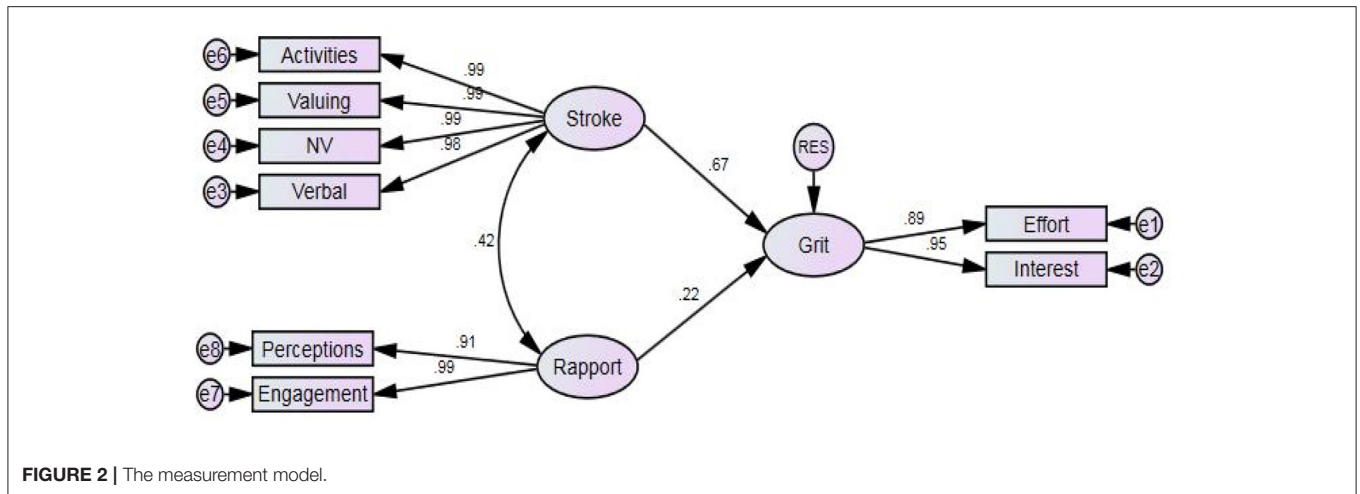 e6
Activities
.99
e5
Valuing
.99
e4
NV
.99
e3
Verbal
.98
Stroke
.67
RES
.42
Grit
.89
Effort
e1
.95
Interest
e2
.22
e8
Perceptions
.91
e7
Engagement
.99
Rapport
FIGURE 2 | The measurement model.